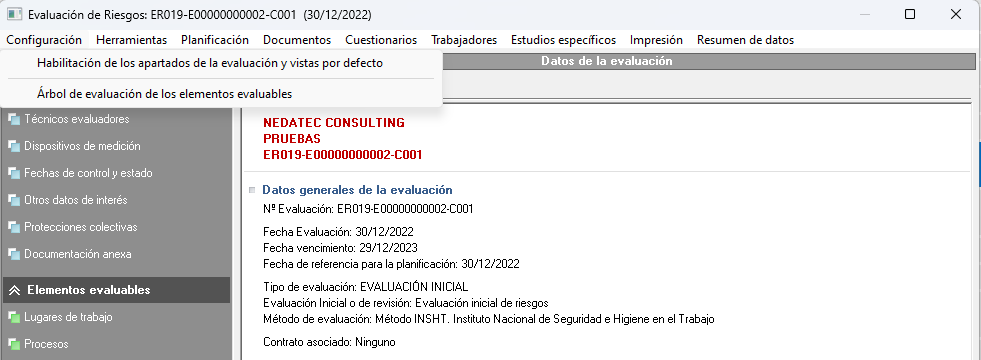 Evaluación de Riesgos: ER019-E00000000002-C001 (30/12/2022)
Configuración Herramientas Planificación Documentos Cuestionarios Trabajadores Estudios específicos Impresión Resumen de datos
Habilitación de los apartados de la evaluación y vistas por defecto
Datos de la evaluación
Árbol de evaluación de los elementos evaluables
Técnicos evaluadores
Dispositivos de medición
Fechas de control y estado
Otros datos de interés
Protecciones colectivas
Documentación anexa
Elementos evaluables
Lugares de trabajo
Procesos
NEDATEC CONSULTING
PRUEBAS
ER019-E00000000002-C001
Datos generales de la evaluación
Nº Evaluación: ER019-E00000000002-C001
Fecha Evaluación: 30/12/2022
Fecha vencimiento: 29/12/2023
Fecha de referencia para la planificación: 30/12/2022
Tipo de evaluación: EVALUACIÓN INICIAL
Evaluación Inicial o de revisión: Evaluación inicial de riesgos
Método de evaluación: Método INSHT. Instituto Nacional de Seguridad e Higiene en el Trabajo
Contrato asociado: Ninguno